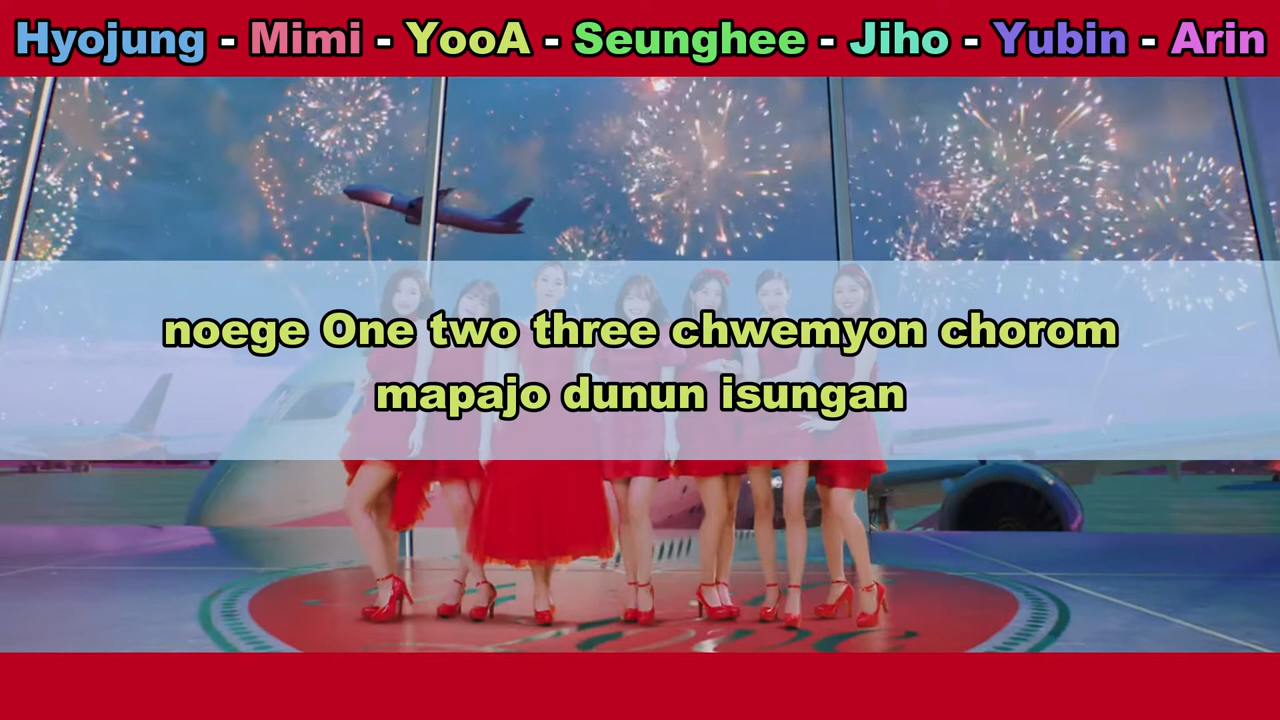 Hyojung - Mimi - YooA - Seunghee - Jiho - Yubin - Arin
noege One two three chwemyon chorom
mapajo dunun isungan